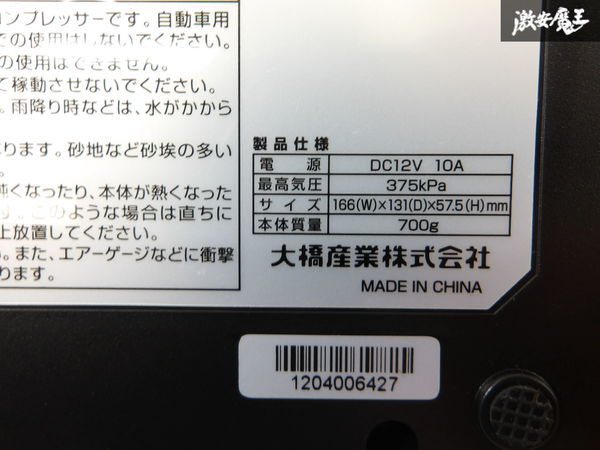 激安魔王
コンプレッサーです。自動車用
での使用はしないでください。
の使用はできません。
て稼動させないでください。
。雨降り時などは、水がかから
ります。砂地など砂埃の多い
。
鈍くなったり、本体が熱くなった
す。このような場合は直ちに
上放置してください。
い。また、エアーゲージなどに衝撃
ります。
製品仕様
電源 DC12V 10A
最高気圧 375kPa
サイズ 166(W)×131(D)×57.5(H)mm
本体質量 700g
大橋産業株式会社
MADE IN CHINA
1204006427